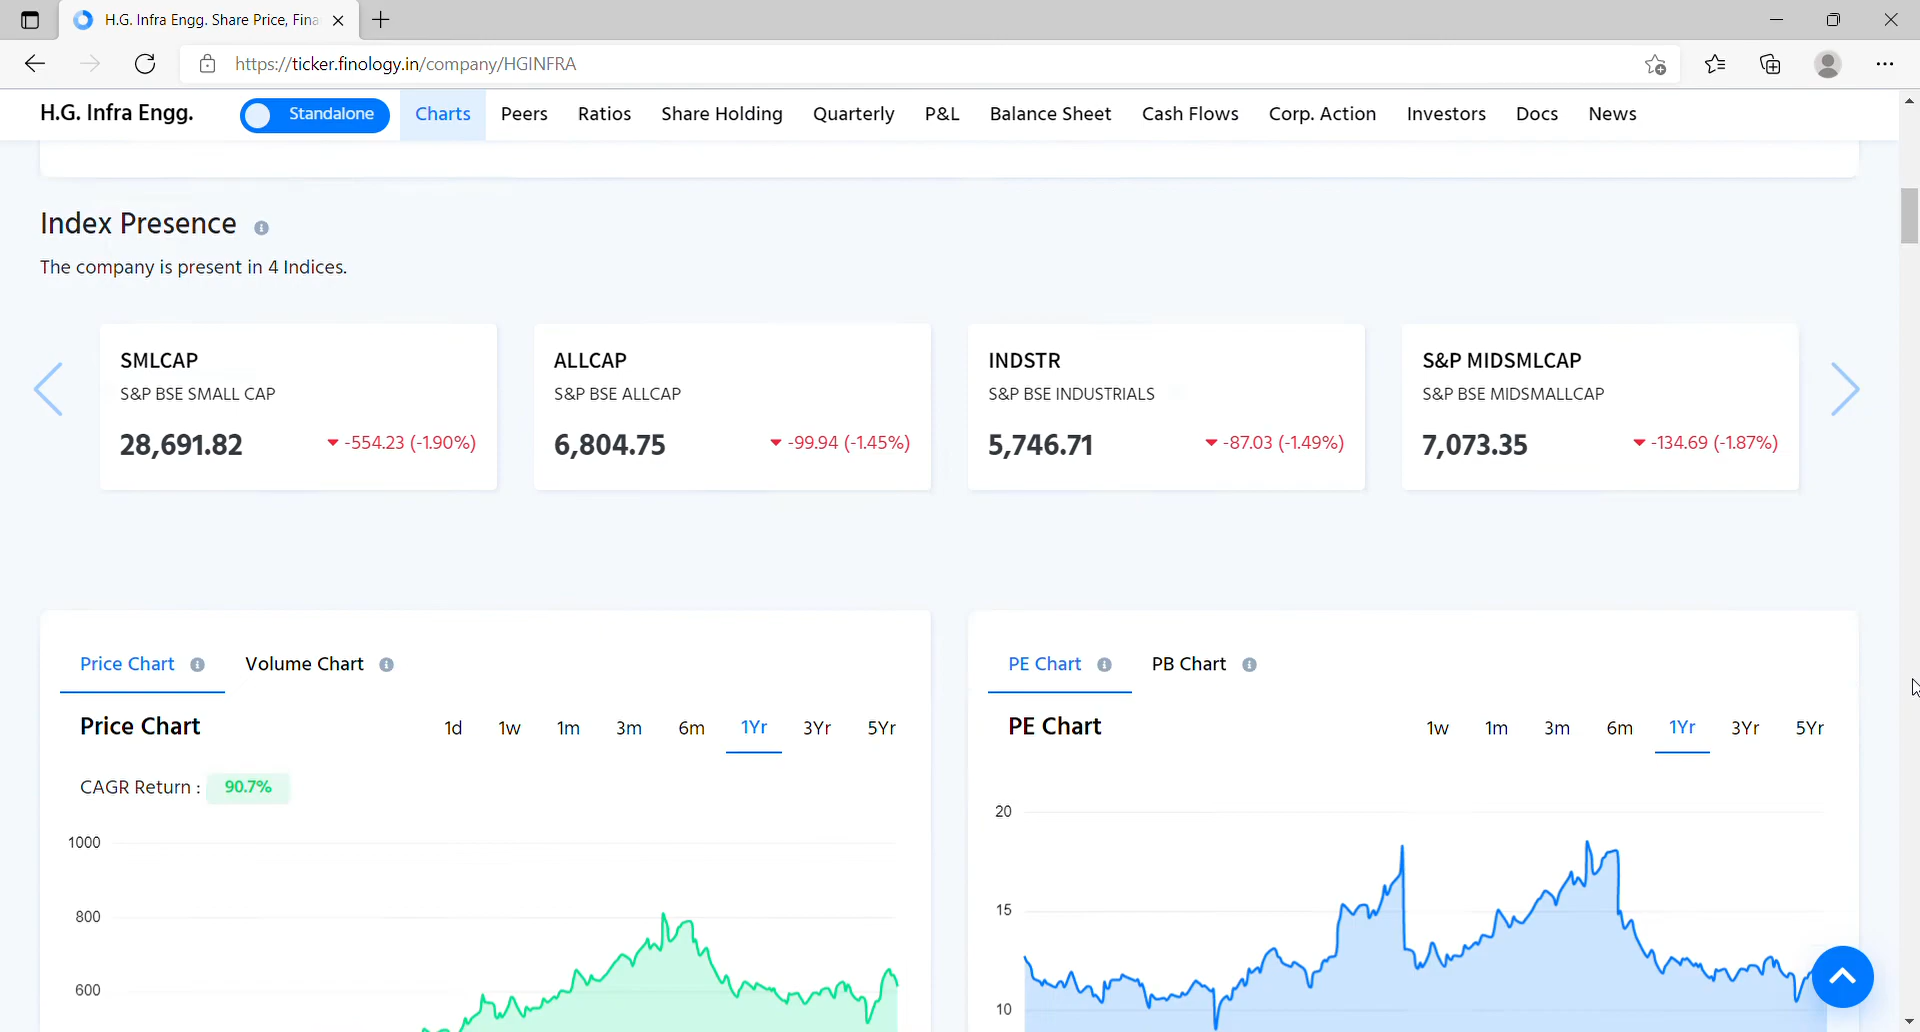 H.G. Infra Engg. Share Price, Fina
https://ticker.finology.in/company/HGINFRA
H.G. Infra Engg. Standalone Charts Peers Ratios Share Holding Quarterly P&L Balance Sheet Cash Flows Corp. Action Investors Docs News
Index Presence
The company is present in 4 Indices.
SMLCAP
S&P BSE SMALL CAP
28,691.82 -554.23 (-1.90%)
ALLCAP
S&P BSE ALLCAP
6,804.75 -99.94 (-1.45%)
INDSTR
S&P BSE INDUSTRIALS
5,746.71 -87.03 (-1.49%)
S&P MIDSMLCAP
S&P BSE MIDSMALLCAP
7,073.35 -134.69 (-1.87%)
Price Chart Volume Chart
Price Chart 1d 1w 1m 3m 6m 1Yr 3Yr 5Yr
CAGR Return : 90.7%
1000
800
600
PE Chart PB Chart
PE Chart 1w 1m 3m 6m 1Yr 3Yr 5Yr
20
15
10